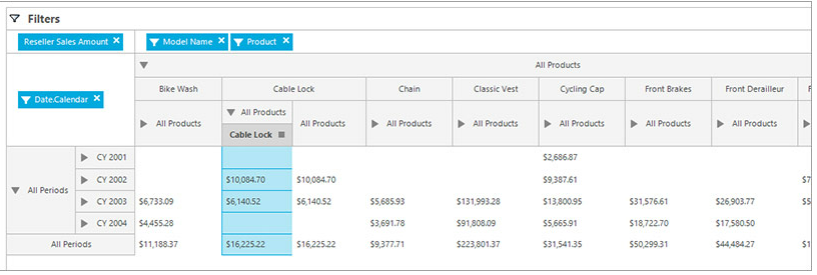 Filters
Reseller Sales Amount × Model Name × Product ×
Date.Calendar ×
All Products
Bike Wash Cable Lock Chain Classic Vest Cycling Cap Front Brakes Front Derailleur F
All Products All Products All Products All Products All Products All Products All Products All Products
Cable Lock
CY 2001 $2,686.87
CY 2002 $10,084.70 $10,084.70 $9,387.61 $7
All Periods CY 2003 $6,733.09 $6,140.52 $6,140.52 $5,685.93 $131,993.28 $13,800.95 $31,576.61 $26,903.77 $5
CY 2004 $4,455.28 $3,691.78 $91,808.09 $5,665.91 $18,722.70 $17,580.50
All Periods $11,188.37 $16,225.22 $16,225.22 $9,377.71 $223,801.37 $31,541.35 $50,299.31 $44,484.27 $1